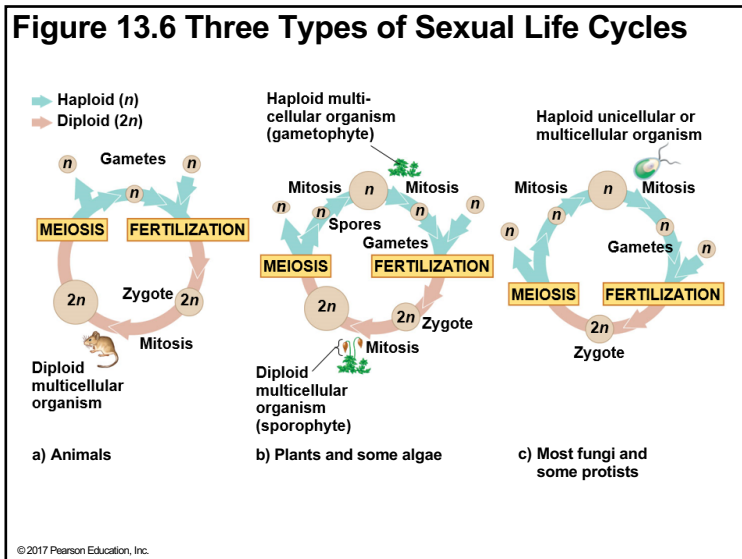 Figure 13.6 Three Types of Sexual Life Cycles
Haploid (n)
Diploid (2n)
n
Gametes
n
n
MEIOSIS
FERTILIZATION
2n
Zygote
2n
Mitosis
Diploid
multicellular
organism
a) Animals
Haploid multi-
cellular organism
(gametophyte)
Mitosis
n
Mitosis
n
n
n
n
Spores
Gametes
MEIOSIS
FERTILIZATION
2n
2n
Zygote
Mitosis
Diploid
multicellular
organism
(sporophyte)
b) Plants and some algae
Haploid unicellular or
multicellular organism
Mitosis
n
Mitosis
n
n
n
Gametes
n
MEIOSIS
FERTILIZATION
2n
Zygote
c) Most fungi and
some protists
©2017 Pearson Education, Inc.